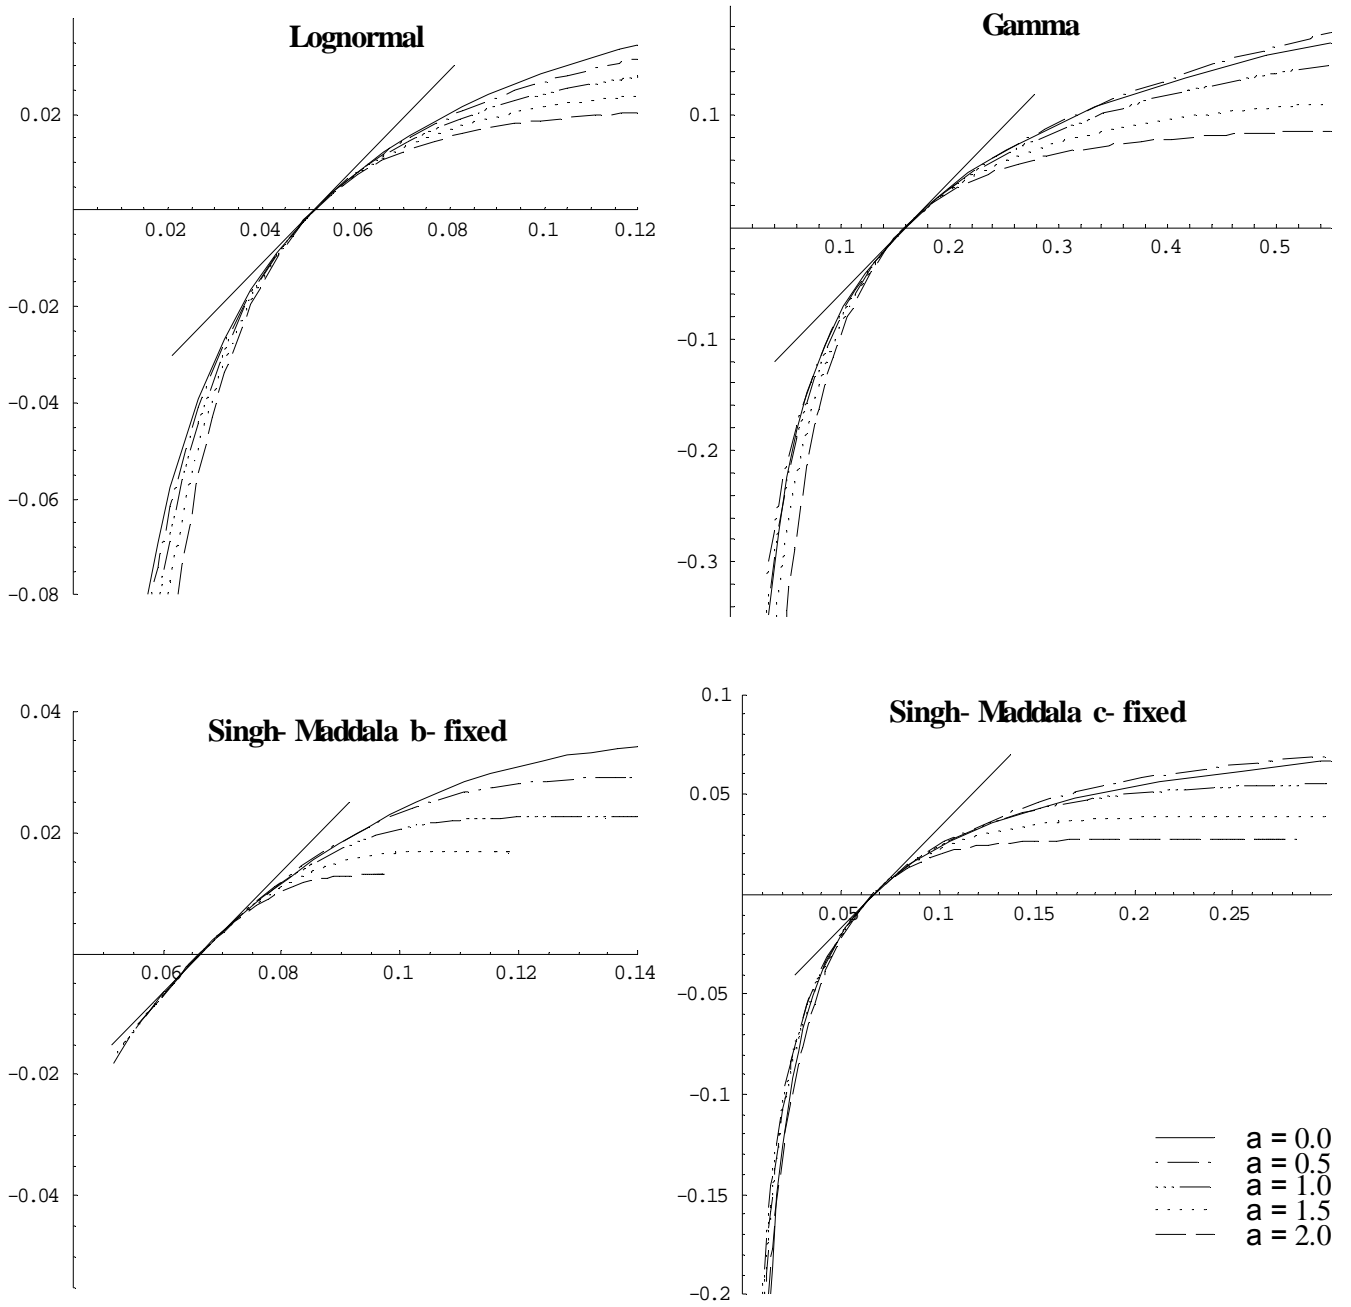 Lognormal
0.02
0.02 0.04 0.06 0.08 0.1 0.12
-0.02
-0.04
-0.06
-0.08
Gamma
0.1
0.1 0.2 0.3 0.4 0.5
-0.1
-0.2
-0.3
Singh- Maddala b- fixed
0.04
0.02
0.06 0.08 0.1 0.12 0.14
-0.02
-0.04
Singh- Maddala c- fixed
0.1
0.05
0.05 0.1 0.15 0.2 0.25
-0.05
-0.1
-0.15
-0.2
a = 0.0
a = 0.5
a = 1.0
a = 1.5
a = 2.0